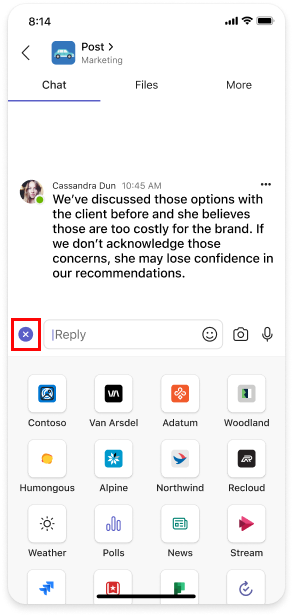 8:14
Post >
Marketing
Chat Files More
Cassandra Dun 10:45 AM
We’ve discussed those options with
the client before and she believes
those are too costly for the brand. If
we don’t acknowledge those
concerns, she may lose confidence in
our recommendations.
Reply
Contoso Van Arsdel Adatum Woodland
Humongous Alpine Northwind Recloud
Weather Polls News Stream